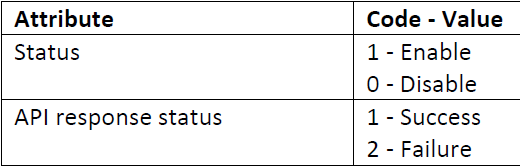 Attribute Code - Value
Status 1 - Enable
0 - Disable
API response status 1 - Success
2 - Failure